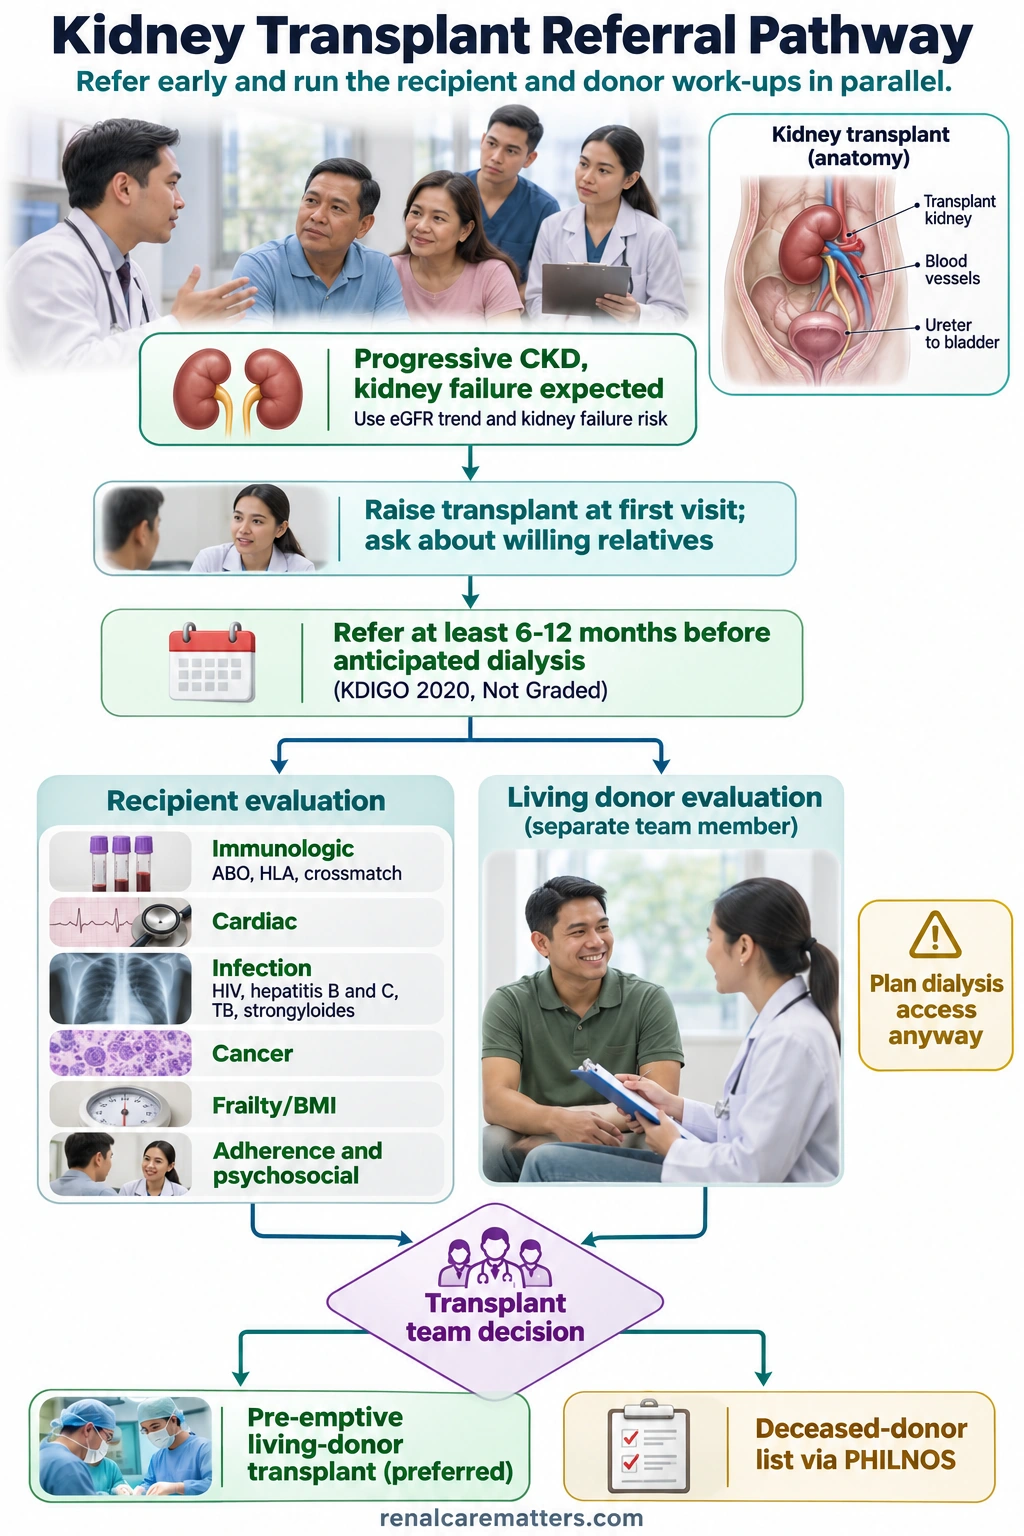 Kidney Transplant Referral Pathway
Refer early and run the recipient and donor work-ups in parallel.
Kidney transplant
(anatomy)
Transplant
kidney
Blood
vessels
Ureter
to bladder
Progressive CKD,
kidney failure expected
Use eGFR trend and kidney failure risk
Raise transplant at first visit;
ask about willing relatives
Refer at least 6-12 months before
anticipated dialysis
(KDIGO 2020, Not Graded)
Recipient evaluation
Immunologic
ABO, HLA, crossmatch
Cardiac
Infection
HIV, hepatitis B and C,
TB, strongyloides
Cancer
Frailty/BMI
Adherence and
psychosocial
Living donor evaluation
(separate team member)
Plan dialysis
access
anyway
Transplant
team decision
Pre-emptive
living-donor
transplant (preferred)
Deceased-donor
list via PHILNOS
renalcarematters.com